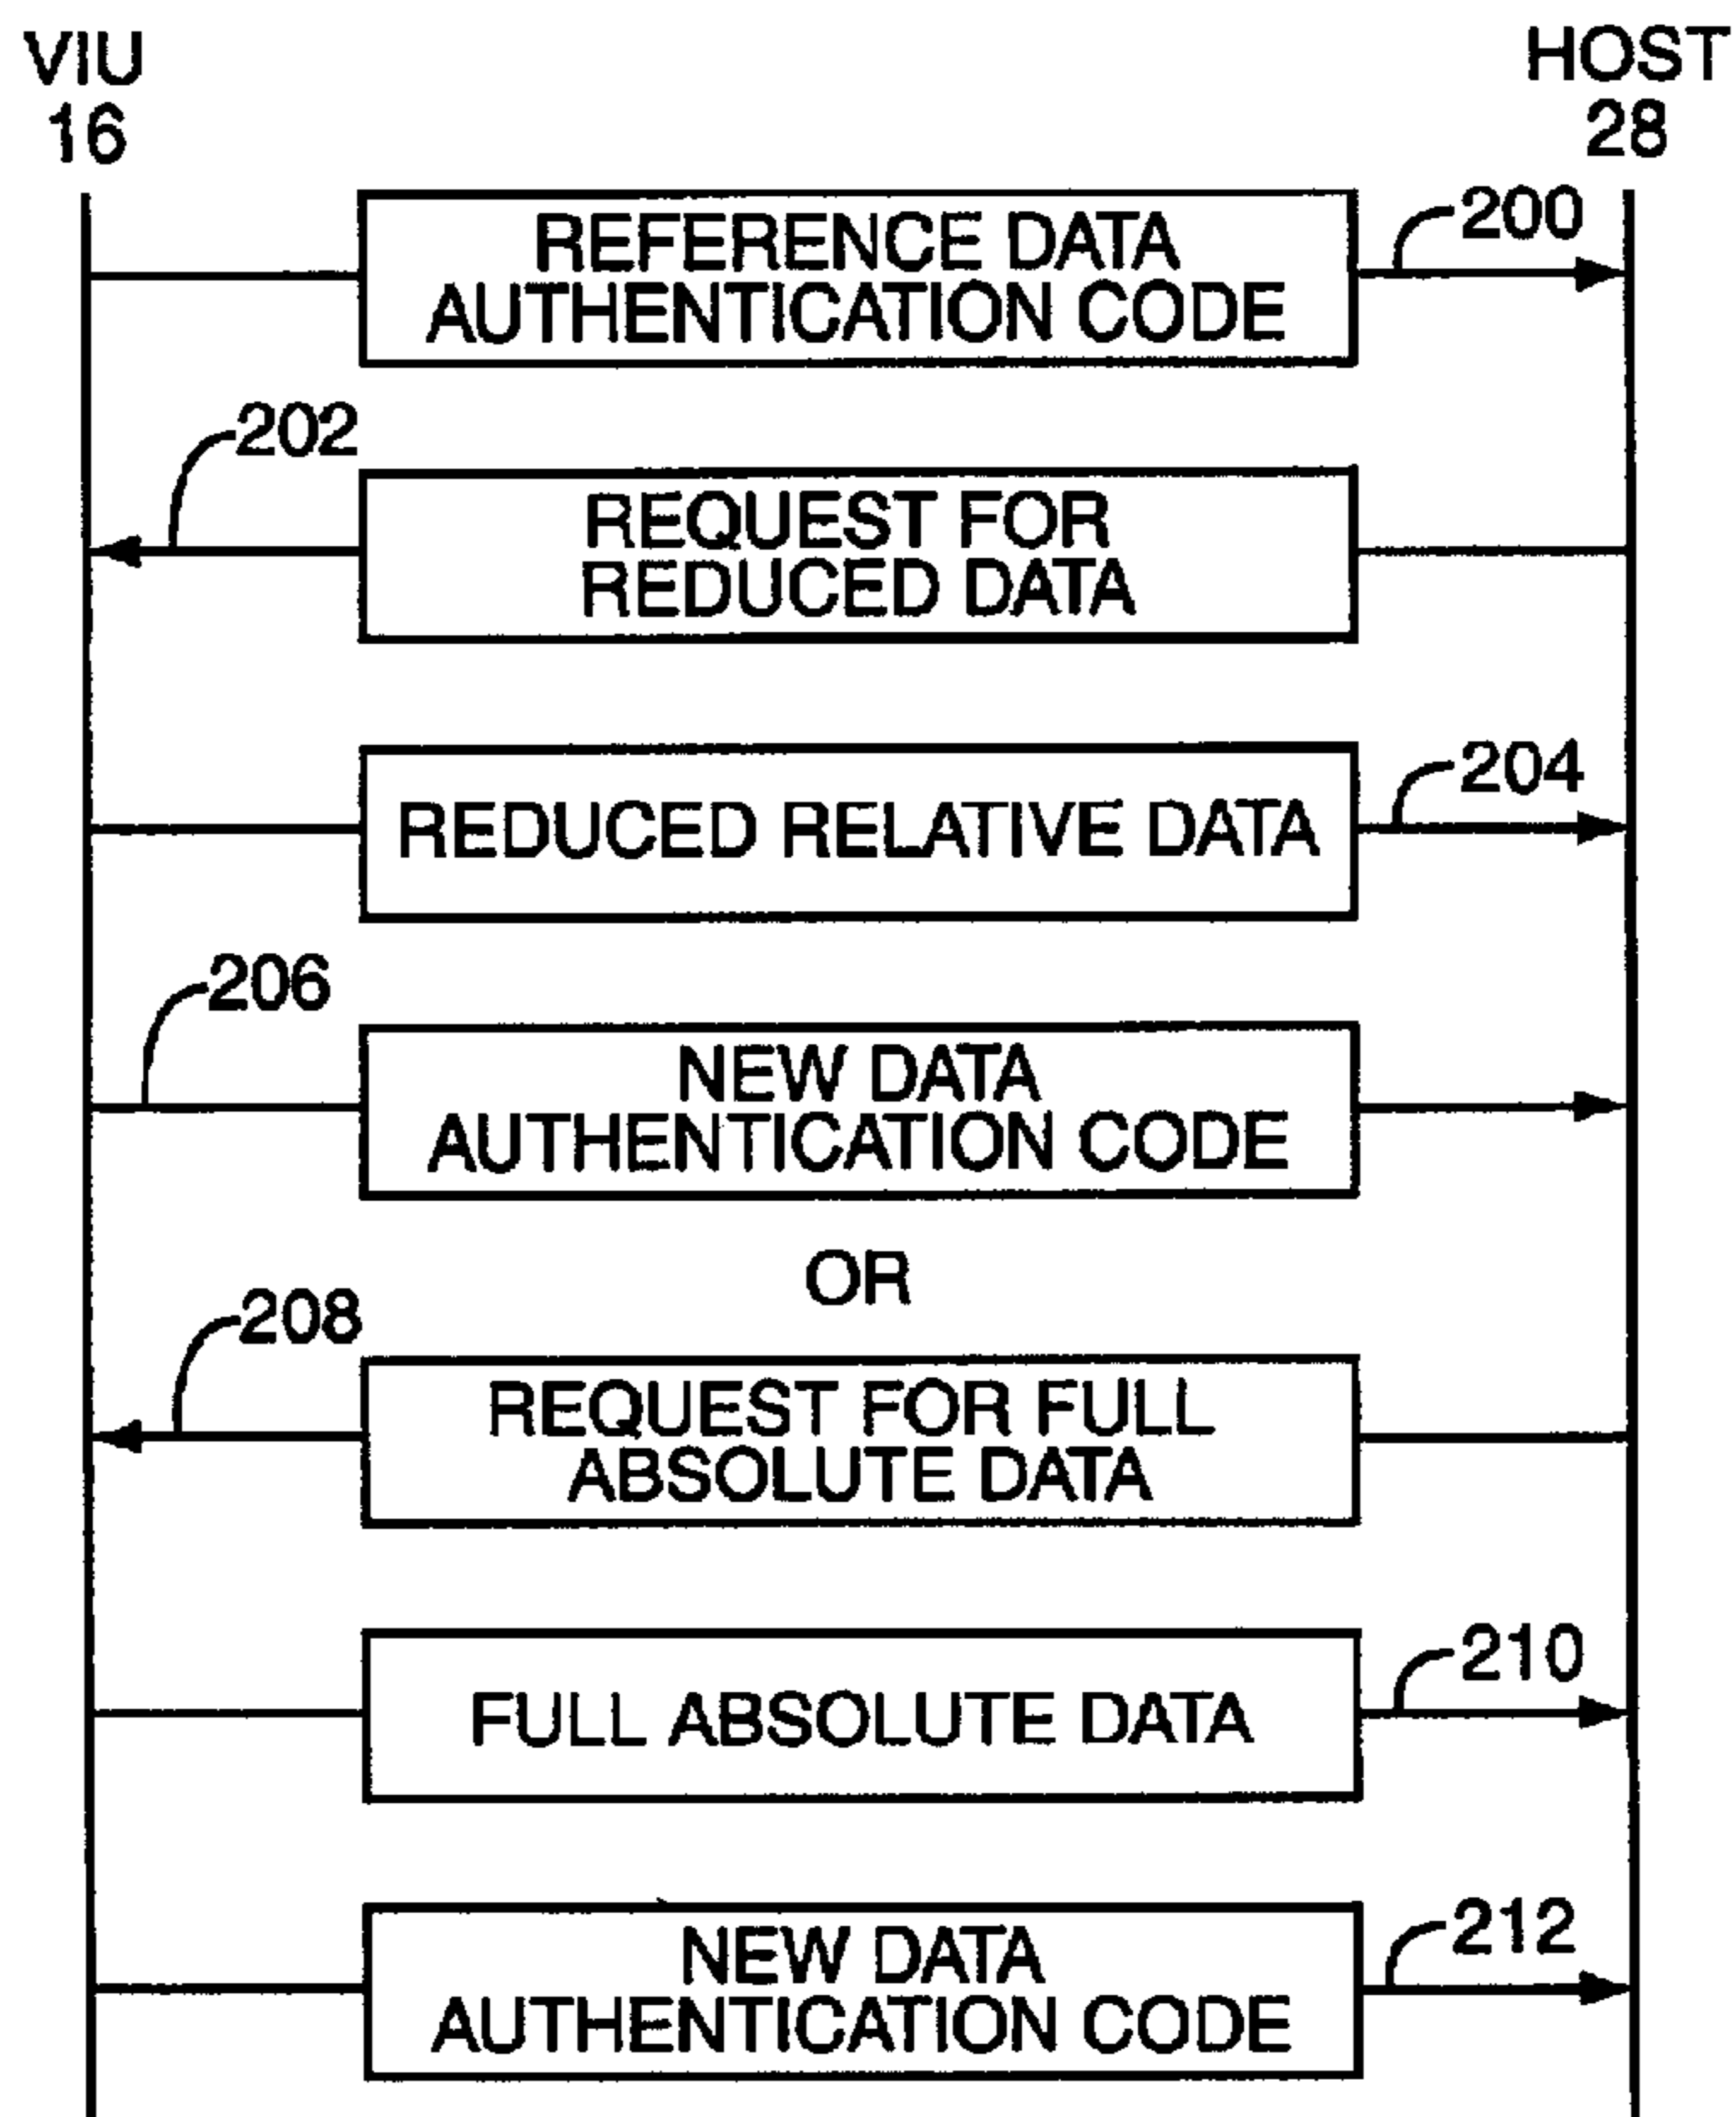 VIU
16
HOST
28
REFERENCE DATA
AUTHENTICATION CODE
200
202
REQUEST FOR
REDUCED DATA
REDUCED RELATIVE DATA
204
206
NEW DATA
AUTHENTICATION CODE
OR
208
REQUEST FOR FULL
ABSOLUTE DATA
FULL ABSOLUTE DATA
210
NEW DATA
AUTHENTICATION CODE
212